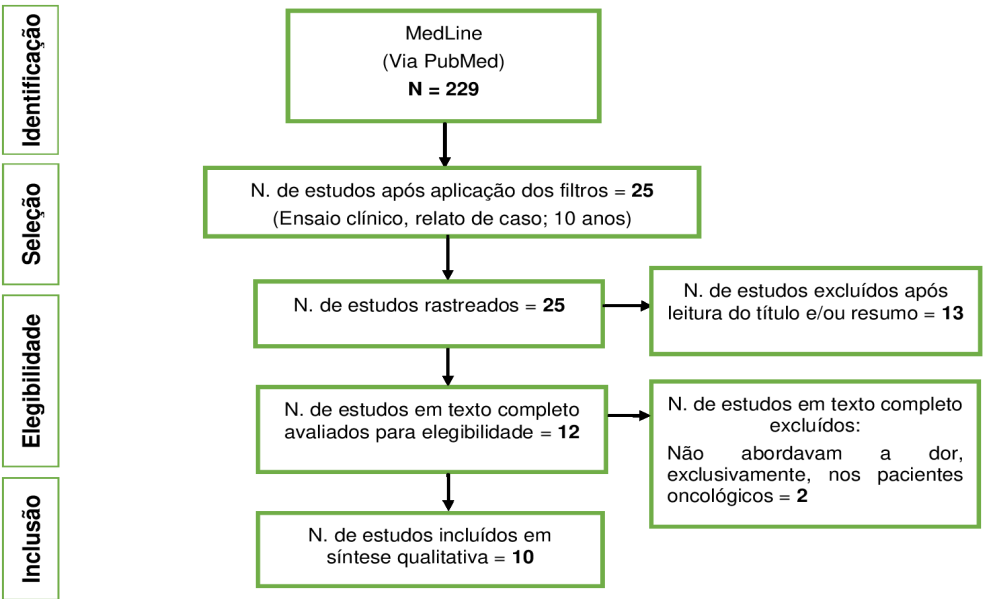 Identificação
MedLine
(Via PubMed)
N = 229
Seleção
N. de estudos após aplicação dos filtros = 25
(Ensaio clínico, relato de caso; 10 anos)
Elegibilidade
N. de estudos rastreados = 25
N. de estudos excluídos após
leitura do título e/ou resumo = 13
N. de estudos em texto completo
avaliados para elegibilidade = 12
N. de estudos em texto completo
excluídos:
Não abordavam a dor,
exclusivamente, nos pacientes
oncológicos = 2
Inclusão
N. de estudos incluídos em
síntese qualitativa = 10